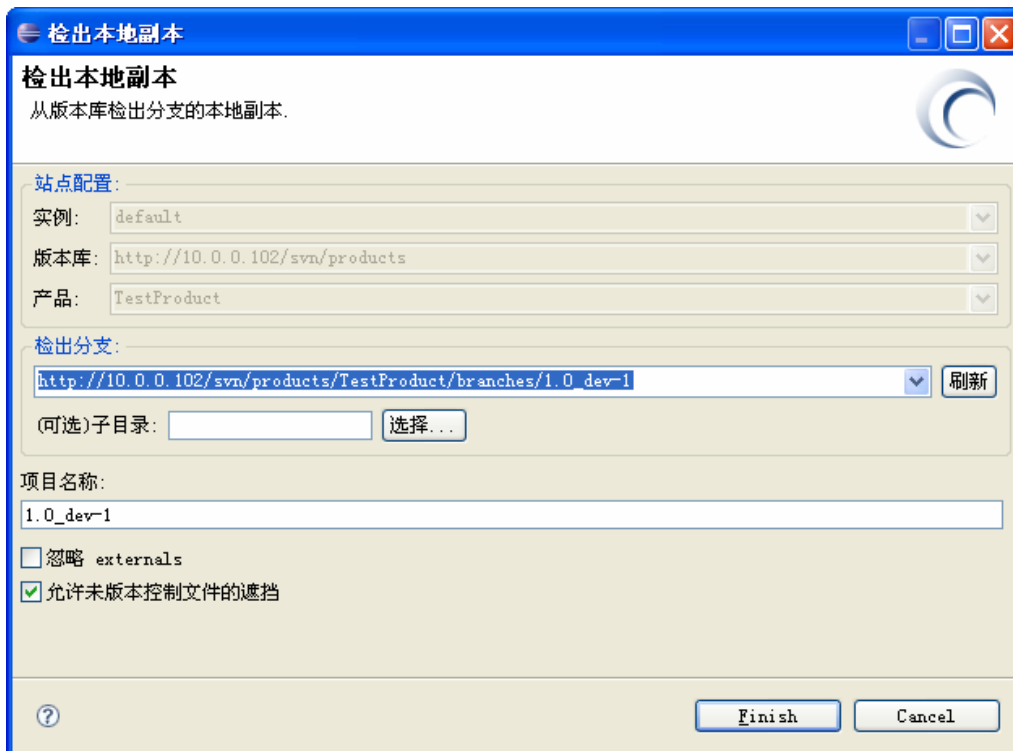 检出本地副本
检出本地副本
从版本库检出分支的本地副本.
站点配置:
实例: default
版本库: http://10.0.0.102/svn/products
产品: TestProduct
检出分支:
http://10.0.0.102/svn/products/TestProduct/branches/1.0_dev-1 刷新
(可选)子目录: 选择...
项目名称:
1.0_dev-1
忽略 externals
允许未版本控制文件的遮挡
? Finish Cancel